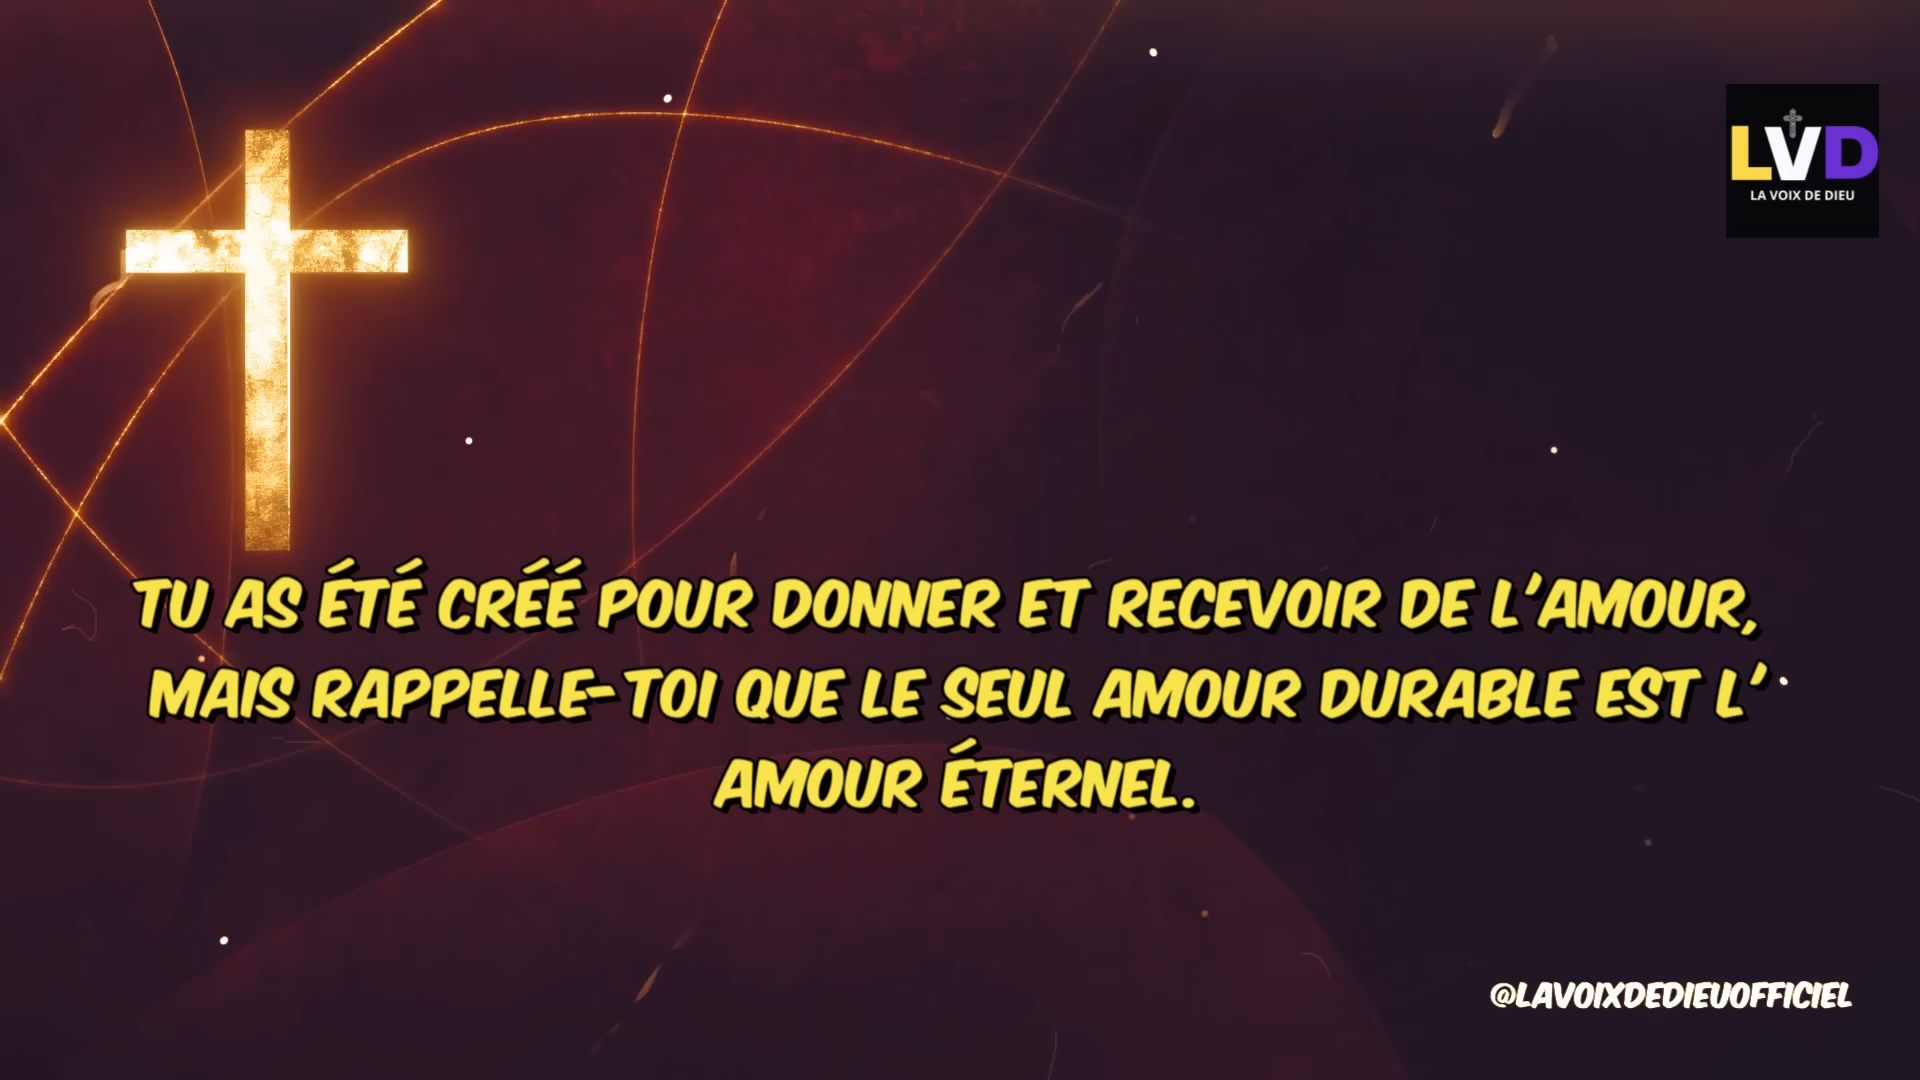 LVD
LA VOIX DE DIEU
TU AS ÉTÉ CRÉÉ POUR DONNER ET RECEVOIR DE L'AMOUR,
MAIS RAPPELLE-TOI QUE LE SEUL AMOUR DURABLE EST L'
AMOUR ÉTERNEL.
@LAVOIXDEDIEUOFFICIEL